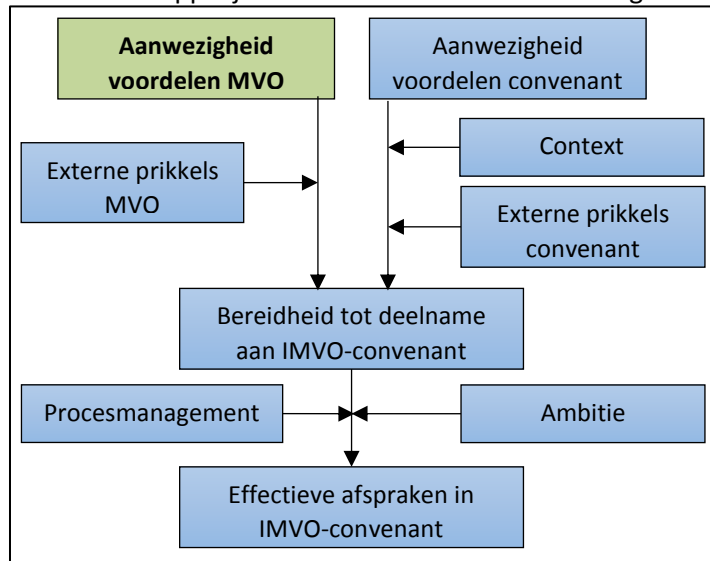 Aanwezigheid
voordelen MVO
Aanwezigheid
voordelen convenant
Context
Externe prikkels
MVO
Externe prikkels
convenant
Bereidheid tot deelname
aan IMVO-convenant
Procesmanagement
Ambitie
Effectieve afspraken in
IMVO-convenant